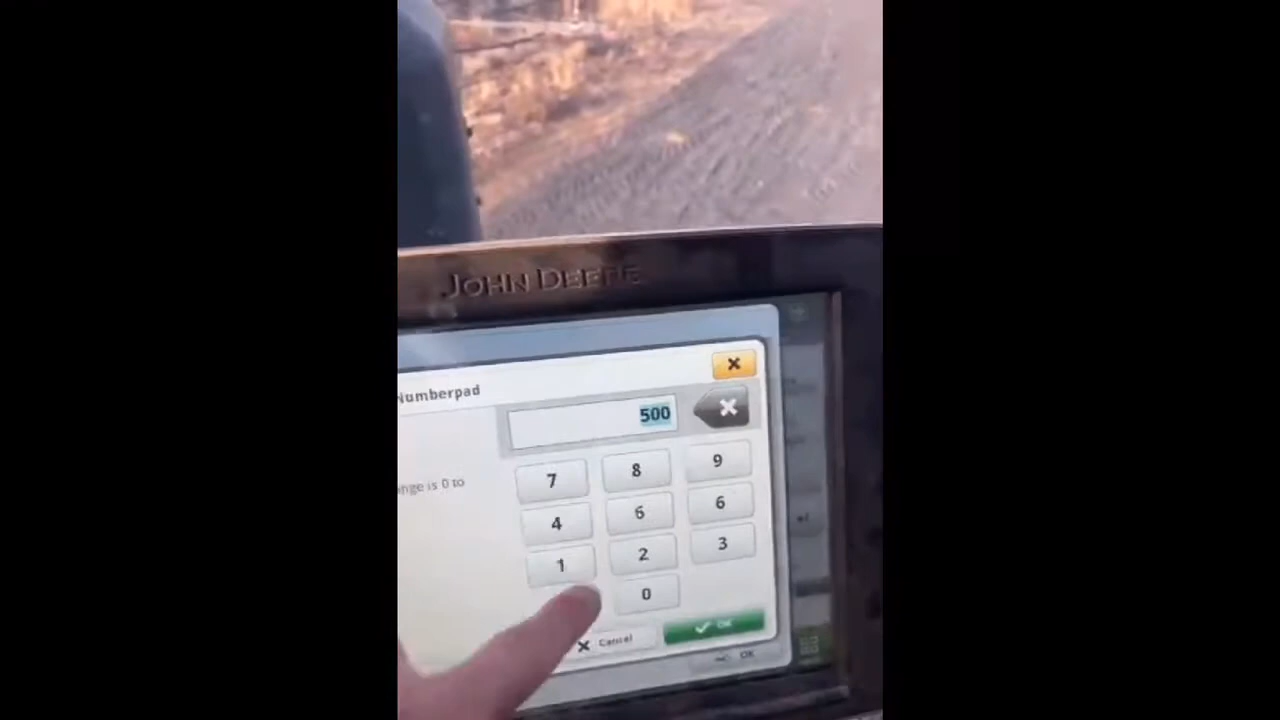 JOHN DEERE
Numberpad
500
nge is 0 to
7 8 9
4 6 6
1 2 3
0
Cancel
OK
OK